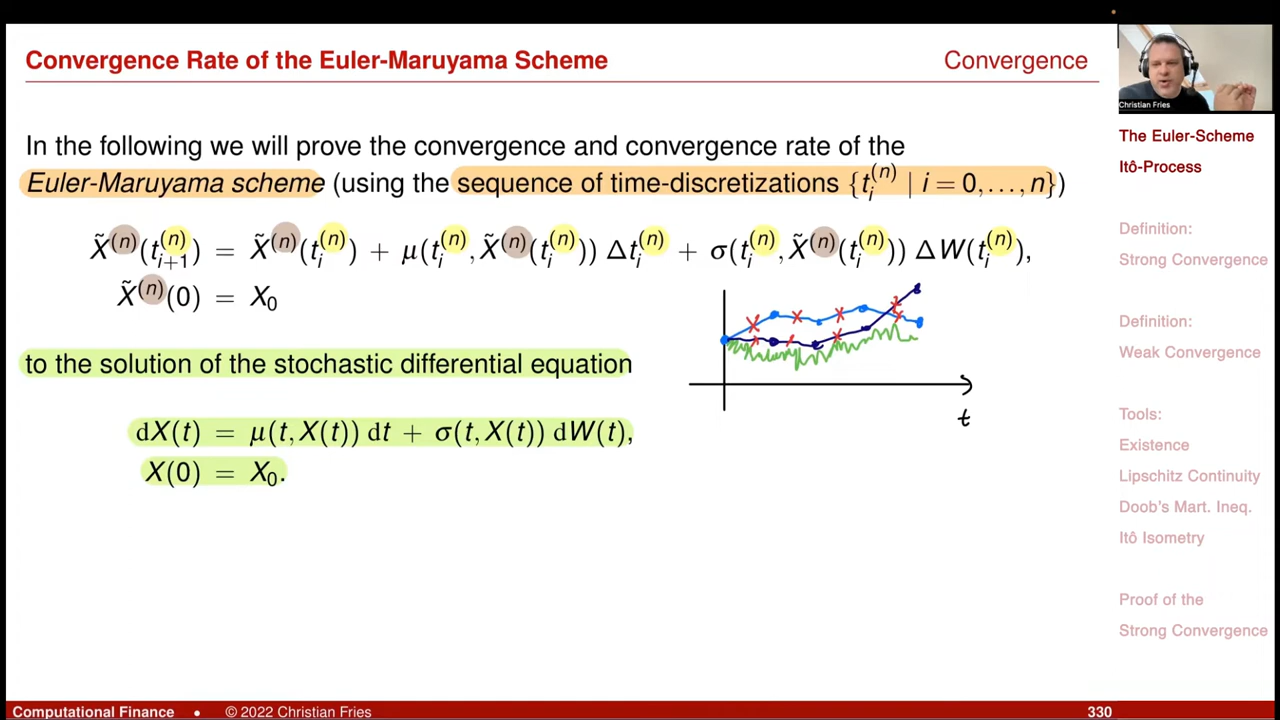 Convergence Rate of the Euler-Maruyama Scheme
Convergence
In the following we will prove the convergence and convergence rate of the
Euler-Maruyama scheme (using the sequence of time-discretizations {t_i^(n) | i = 0,…,n})
X̃^(n)(t_{i+1}^(n)) = X̃^(n)(t_i^(n)) + μ(t_i^(n), X̃^(n)(t_i^(n))) Δt_i^(n) + σ(t_i^(n), X̃^(n)(t_i^(n))) ΔW(t_i^(n)),
X̃^(n)(0) = X_0
to the solution of the stochastic differential equation
dX(t) = μ(t, X(t)) dt + σ(t, X(t)) dW(t),
X(0) = X_0.
t
Christian Fries
The Euler-Scheme
Itô-Process
Definition:
Strong Convergence
Definition:
Weak Convergence
Tools:
Existence
Lipschitz Continuity
Doob's Mart. Ineq.
Itô Isometry
Proof of the
Strong Convergence
Computational Finance • © 2022 Christian Fries
330